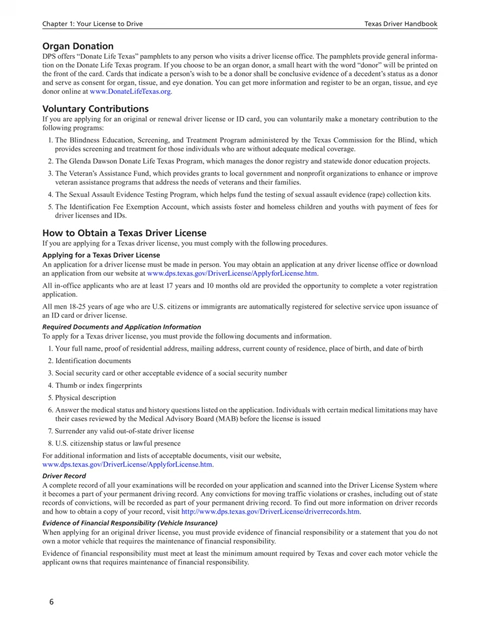 Chapter 1: Your License to Drive
Texas Driver Handbook
Organ Donation
DPS offers “Donate Life Texas” pamphlets to any person who visits a driver license office. The pamphlets provide general informa-
tion on the Donate Life Texas program. If you choose to be an organ donor, a small heart with the word “donor” will be printed on
the front of the card. Cards that indicate a person’s wish to be a donor shall be conclusive evidence of a decedent’s status as a donor
and serve as consent for organ, tissue, and eye donation. You can get more information and register to be an organ, tissue, and eye
donor online at www.DonateLifeTexas.org.
Voluntary Contributions
If you are applying for an original or renewal driver license or ID card, you can voluntarily make a monetary contribution to the
following programs:
1. The Blindness Education, Screening, and Treatment Program administered by the Texas Commission for the Blind, which
provides screening and treatment for those individuals who are without adequate medical coverage.
2. The Glenda Dawson Donate Life Texas Program, which manages the donor registry and statewide donor education projects.
3. The Veteran’s Assistance Fund, which provides grants to local government and nonprofit organizations to enhance or improve
veteran assistance programs that address the needs of veterans and their families.
4. The Sexual Assault Evidence Testing Program, which helps fund the testing of sexual assault evidence (rape) collection kits.
5. The Identification Fee Exemption Account, which assists foster and homeless children and youths with payment of fees for
driver licenses and IDs.
How to Obtain a Texas Driver License
If you are applying for a Texas driver license, you must comply with the following procedures.
Applying for a Texas Driver License
An application for a driver license must be made in person. You may obtain an application at any driver license office or download
an application from our website at www.dps.texas.gov/DriverLicense/ApplyforLicense.htm.
All in-office applicants who are at least 17 years and 10 months old are provided the opportunity to complete a voter registration
application.
All men 18-25 years of age who are U.S. citizens or immigrants are automatically registered for selective service upon issuance of
an ID card or driver license.
Required Documents and Application Information
To apply for a Texas driver license, you must provide the following documents and information.
1. Your full name, proof of residential address, mailing address, current county of residence, place of birth, and date of birth
2. Identification documents
3. Social security card or other acceptable evidence of a social security number
4. Thumb or index fingerprints
5. Physical description
6. Answer the medical status and history questions listed on the application. Individuals with certain medical limitations may have
their cases reviewed by the Medical Advisory Board (MAB) before the license is issued
7. Surrender any valid out-of-state driver license
8. U.S. citizenship status or lawful presence
For additional information and lists of acceptable documents, visit our website,
www.dps.texas.gov/DriverLicense/ApplyforLicense.htm.
Driver Record
A complete record of all your examinations will be recorded on your application and scanned into the Driver License System where
it becomes a part of your permanent driving record. Any convictions for moving traffic violations or crashes, including out of state
records of convictions, will be recorded as part of your permanent driving record. To find out more information on driver records
and how to obtain a copy of your record, visit http://www.dps.texas.gov/DriverLicense/driverrecords.htm.
Evidence of Financial Responsibility (Vehicle Insurance)
When applying for an original driver license, you must provide evidence of financial responsibility or a statement that you do not
own a motor vehicle that requires the maintenance of financial responsibility.
Evidence of financial responsibility must meet at least the minimum amount required by Texas and cover each motor vehicle the
applicant owns that requires maintenance of financial responsibility.
6